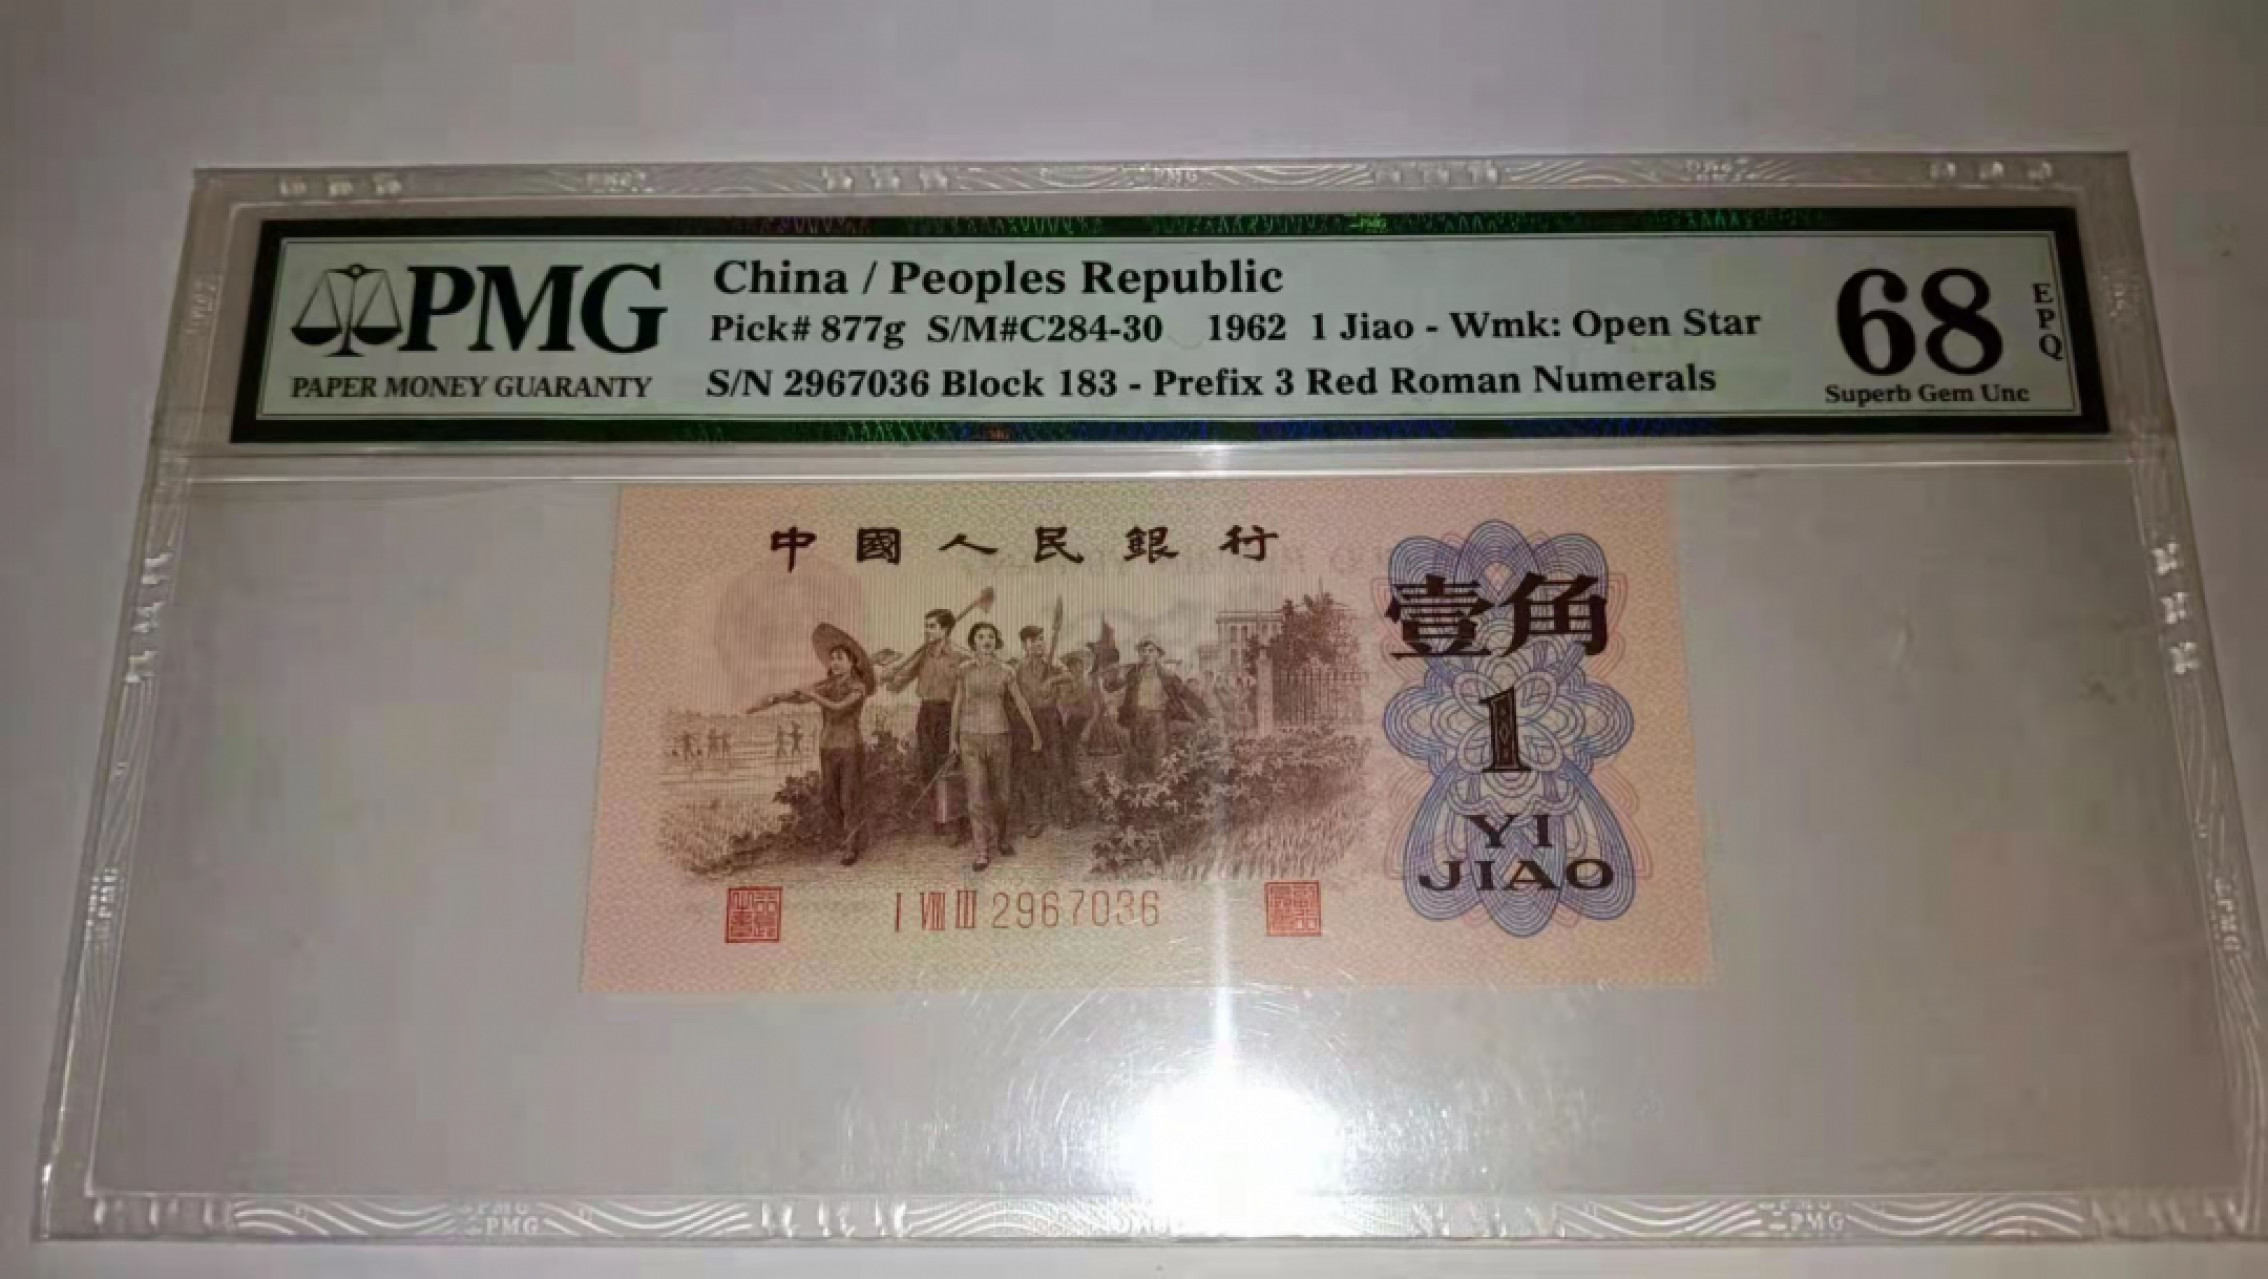 PMG
PAPER MONEY GUARANTY
China / Peoples Republic
Pick# 877g S/M#C284-30 1962 1 Jiao - Wmk: Open Star
S/N 2967036 Block 183 - Prefix 3 Red Roman Numerals
68
EPQ
Superb Gem Unc
中國人民銀行
壹角
1
YI
JIAO
I VIII III 2967036
PMG
PMG